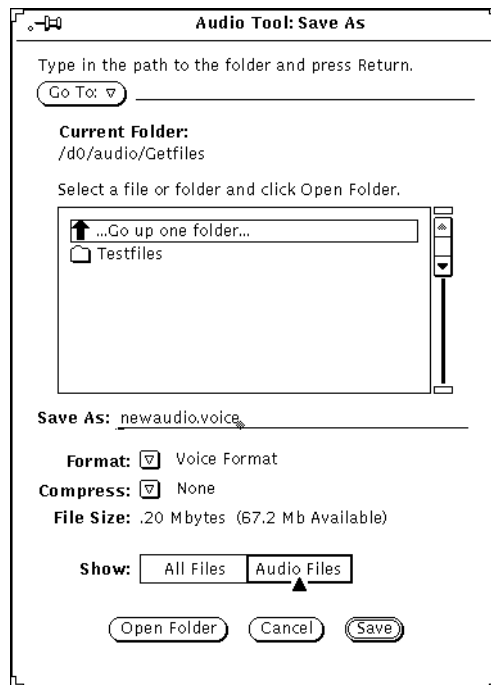 Audio Tool: Save As
Type in the path to the folder and press Return.
Go To:
Current Folder:
/d0/audio/Getfiles
Select a file or folder and click Open Folder.
...Go up one folder...
Testfiles
Save As: newaudio.voice
Format: Voice Format
Compress: None
File Size: .20 Mbytes (67.2 Mb Available)
Show: All Files Audio Files
Open Folder Cancel Save